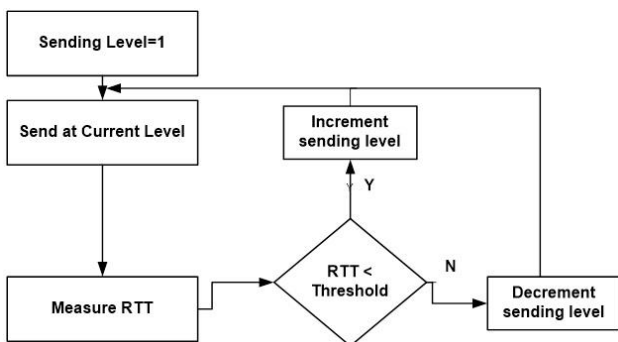 Sending Level=1
Send at Current Level
Increment
sending level
Y
RTT <
Threshold
N
Measure RTT
Decrement
sending level